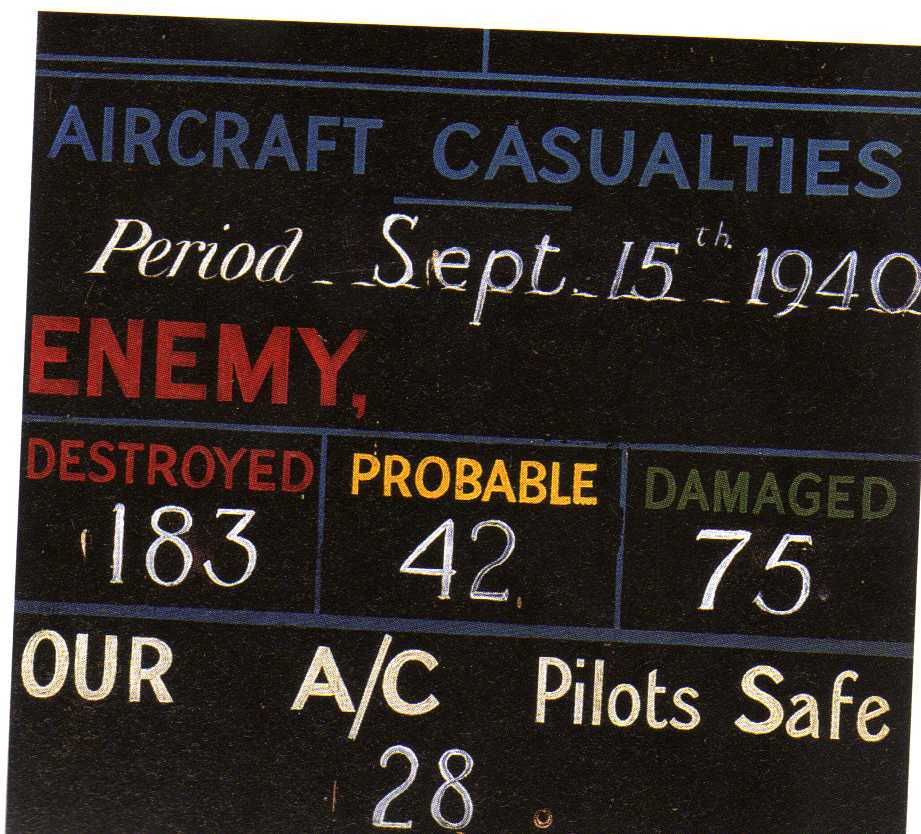 AIRCRAFT CASUALTIES
Period Sept. 15th. 1940
ENEMY,
DESTROYED PROBABLE DAMAGED
183 42 75
OUR A/C Pilots Safe
28